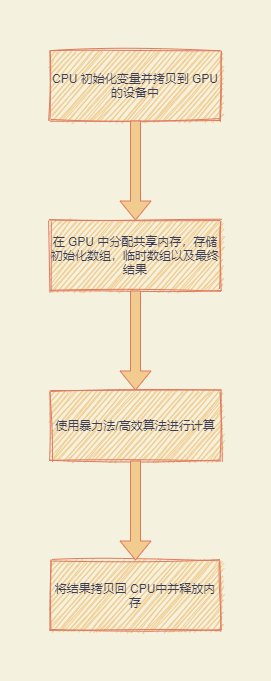 CPU 初始化变量并拷贝到 GPU
的设备中
在 GPU 中分配共享内存，存储
初始化数组，临时数组以及最终
结果
使用暴力法/高效算法进行计算
将结果拷贝回 CPU中并释放内
存